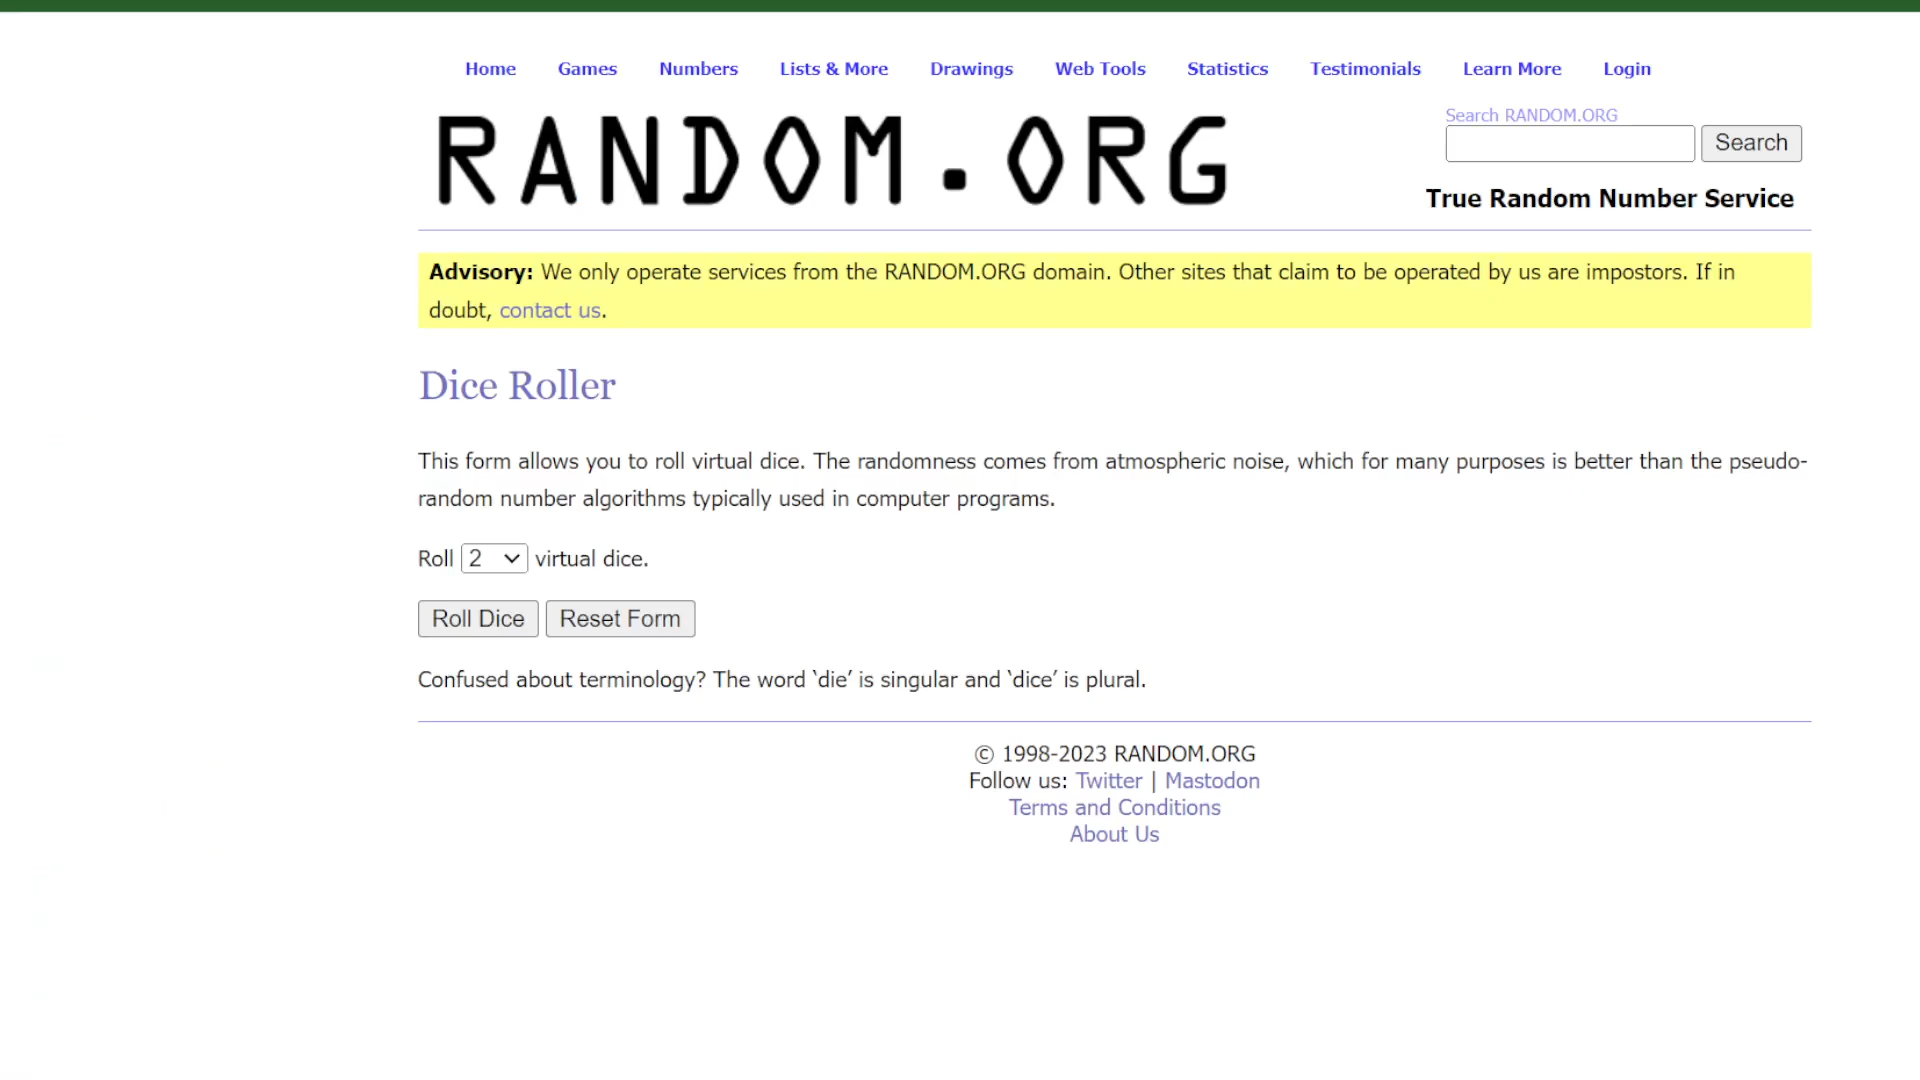 Home Games Numbers Lists & More Drawings Web Tools Statistics Testimonials Learn More Login
RANDOM.ORG
Search RANDOM.ORG
Search
True Random Number Service
Advisory: We only operate services from the RANDOM.ORG domain. Other sites that claim to be operated by us are impostors. If in
doubt, contact us.
Dice Roller
This form allows you to roll virtual dice. The randomness comes from atmospheric noise, which for many purposes is better than the pseudo-
random number algorithms typically used in computer programs.
Roll 2 virtual dice.
Roll Dice Reset Form
Confused about terminology? The word ‘die’ is singular and ‘dice’ is plural.
© 1998-2023 RANDOM.ORG
Follow us: Twitter | Mastodon
Terms and Conditions
About Us